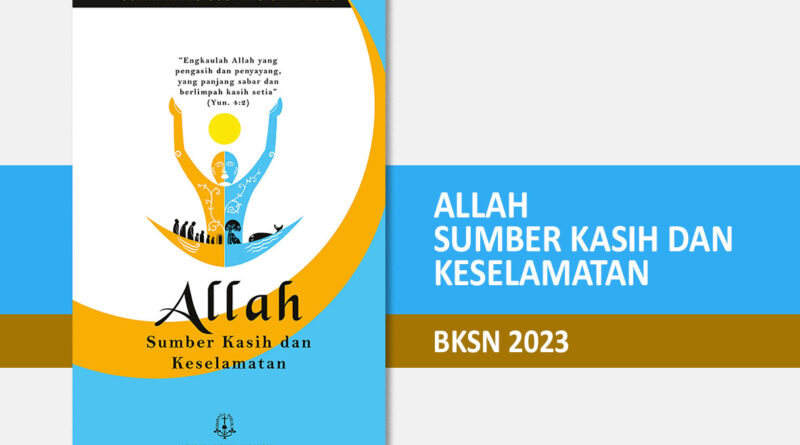 "Engkaulah Allah yang
pengasih dan penyayang,
yang panjang sabar dan
berlimpah kasih setia"
(Yun. 4:2)
Allah
Sumber Kasih dan
Keselamatan
ALLAH
SUMBER KASIH DAN
KESELAMATAN
BKSN 2023